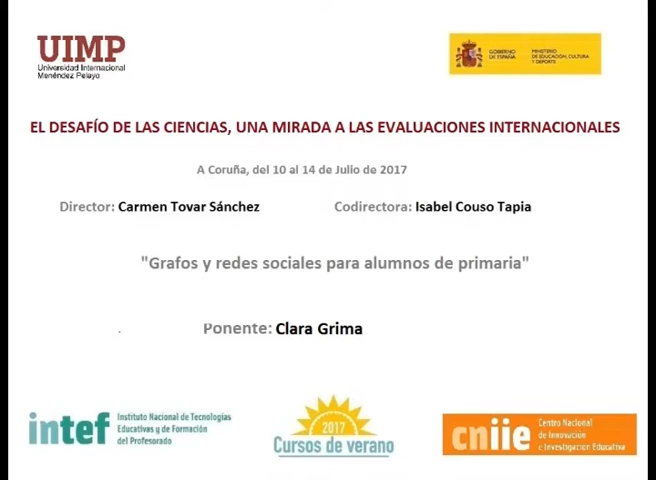 UIMP
Universidad Internacional
Menéndez Pelayo
GOBIERNO
DE ESPAÑA
MINISTERIO
DE EDUCACIÓN, CULTURA
Y DEPORTE
EL DESAFÍO DE LAS CIENCIAS, UNA MIRADA A LAS EVALUACIONES INTERNACIONALES
A Coruña, del 10 al 14 de Julio de 2017
Director: Carmen Tovar Sánchez
Codirectora: Isabel Couso Tapia
"Grafos y redes sociales para alumnos de primaria"
Ponente: Clara Grima
intef
Instituto Nacional de Tecnologías
Educativas y de Formación
del Profesorado
2017
Cursos de verano
cniie
Centro Nacional
de Innovación
e Investigación Educativa